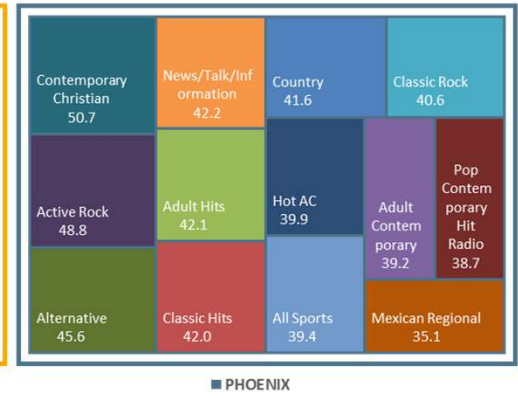 Contemporary
Christian
50.7
News/Talk/Inf
ormation
42.2
Country
41.6
Classic Rock
40.6
Active Rock
48.8
Adult Hits
42.1
Hot AC
39.9
Adult
Contem
porary
39.2
Pop
Contem
porary
Hit
Radio
38.7
Alternative
45.6
Classic Hits
42.0
All Sports
39.4
Mexican Regional
35.1
PHOENIX